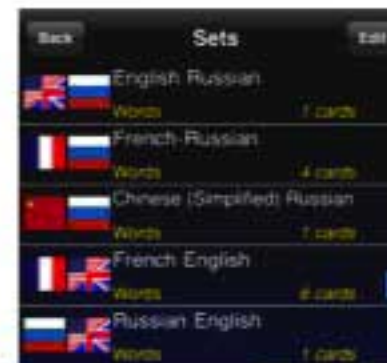 Back Sets Edit
English Russian
Words 1 cards
French-Russian
Words 4 cards
Chinese (Simplified) Russian
Words 1 cards
French English
Words 6 cards
Russian English
Words 1 cards